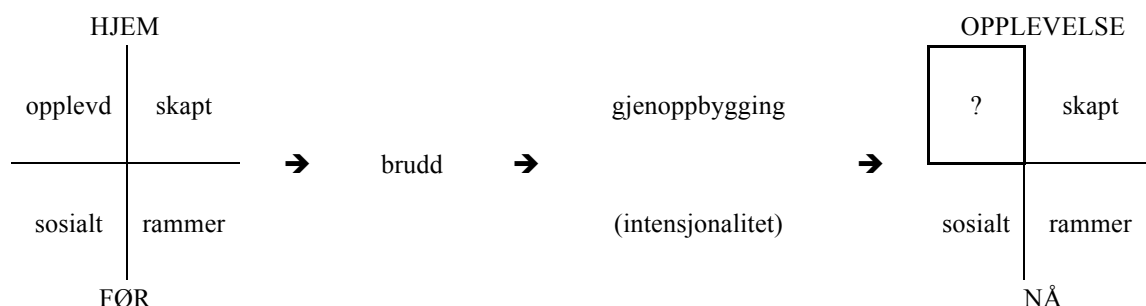 HJEM OPPLEVELSE
opplevd skapt gjenoppbygging ? skapt
➔ brudd ➔ ➔
sosialt rammer (intensjonalitet) sosialt rammer
FØR NÅ